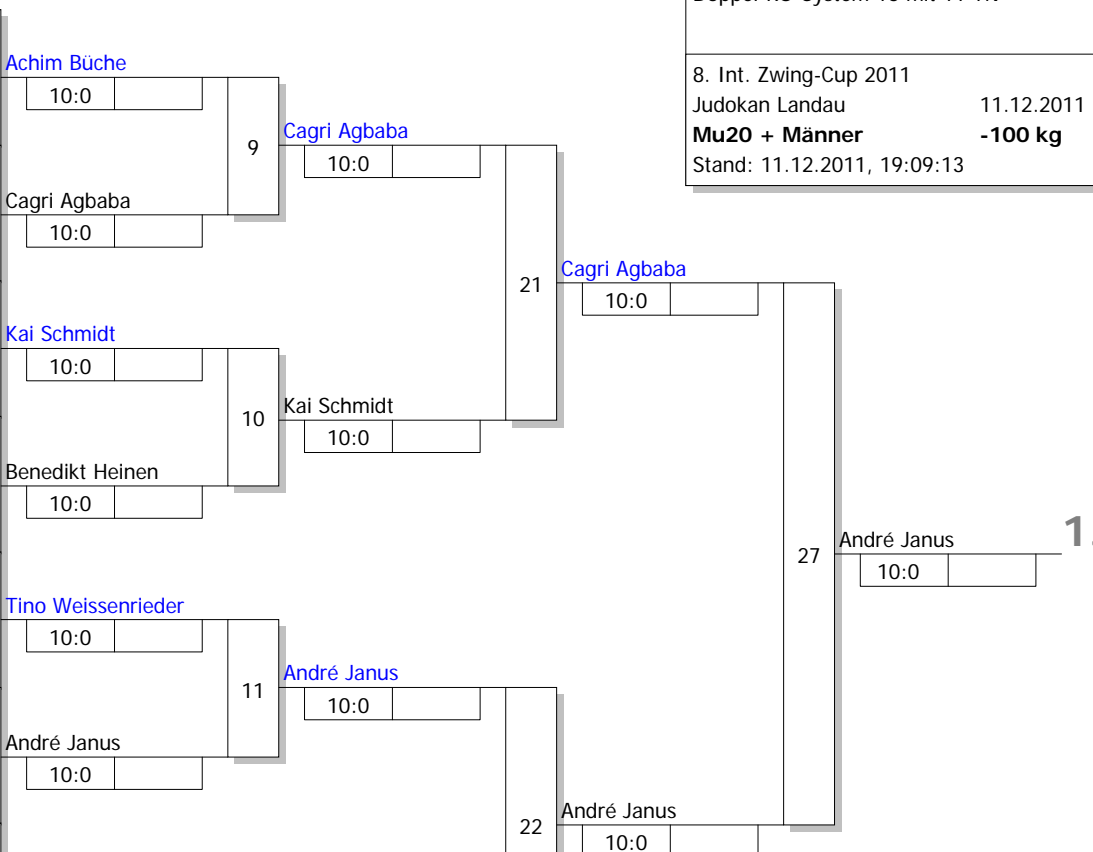 8. Int. Zwing-Cup 2011
Judokan Landau 11.12.2011
Mu20 + Männer -100 kg
Stand: 11.12.2011, 19:09:13
Achim Büche
10:0
9
Cagri Agbaba
10:0
Cagri Agbaba
10:0
21
Cagri Agbaba
10:0
Kai Schmidt
10:0
10
Kai Schmidt
10:0
Benedikt Heinen
10:0
27
André Janus
1.
10:0
Tino Weissenrieder
10:0
11
André Janus
10:0
André Janus
10:0
22
André Janus
10:0